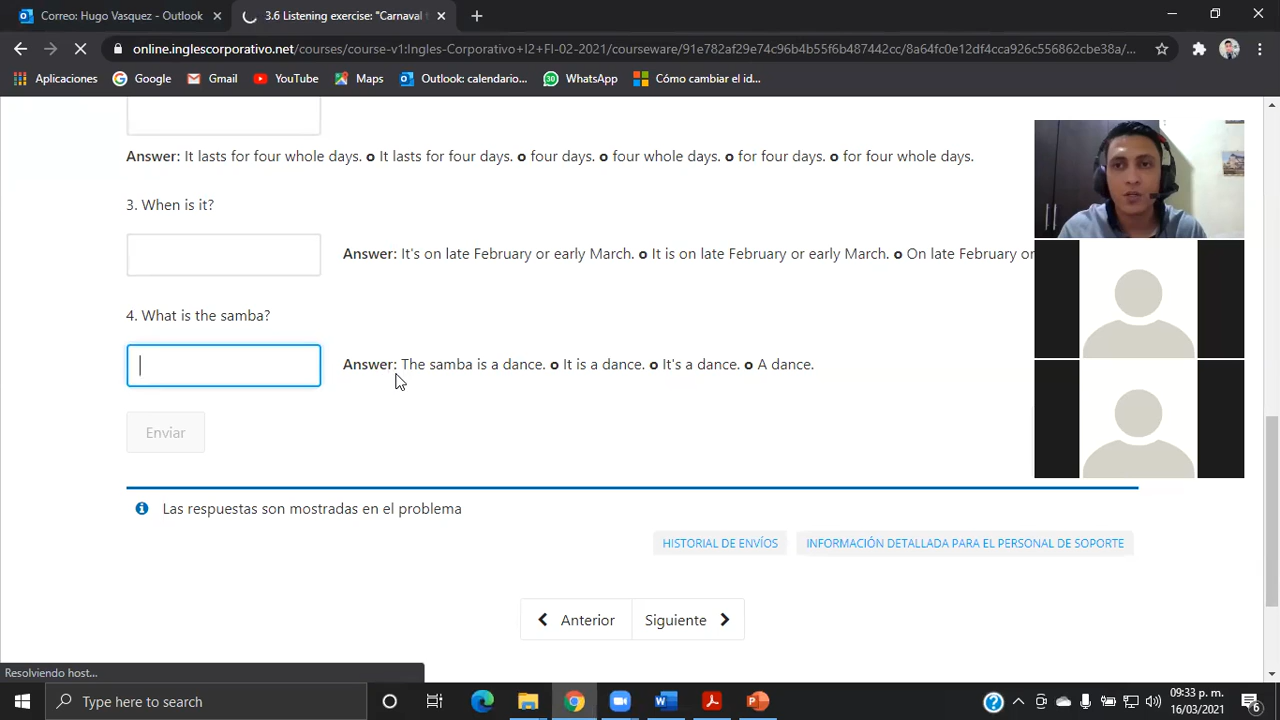 Correo: Hugo Vasquez - Outlook
3.6 Listening exercise: "Carnaval t
online.inglescorporativo.net/courses/course-v1:Ingles-Corporativo+I2+FI-02-2021/courseware/91e782af29e74c96b4b55f6b487442cc/8a64fc0e12df4cca926c556862cbe38a/...
Aplicaciones Google Gmail YouTube Maps Outlook: calendario... 30 WhatsApp Cómo cambiar el id...
Answer: It lasts for four whole days. o It lasts for four days. o four days. o four whole days. o for four days. o for four whole days.
3. When is it?
Answer: It's on late February or early March. o It is on late February or early March. o On late February or
4. What is the samba?
Answer: The samba is a dance. o It is a dance. o It's a dance. o A dance.
Enviar
Las respuestas son mostradas en el problema
HISTORIAL DE ENVÍOS INFORMACIÓN DETALLADA PARA EL PERSONAL DE SOPORTE
Anterior Siguiente
Resolviendo host...
Type here to search
09:33 p. m.
16/03/2021
6